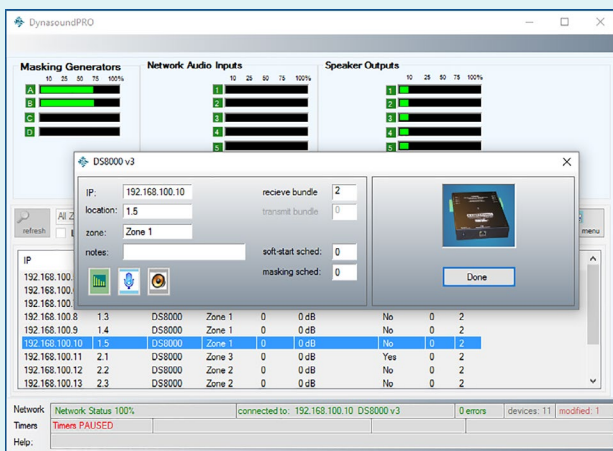 DynasoundPRO
Masking Generators
Network Audio Inputs
Speaker Outputs
10 25 50 75 100%
10 25 50 75 100%
10 25 50 75 100%
A
B
C
D
1
2
3
4
5
1
2
3
4
5
DS8000 v3
IP: 192.168.100.10
location: 1.5
zone: Zone 1
notes:
recieve bundle 2
transmit bundle 0
soft-start sched: 0
masking sched: 0
Done
refresh
All Z
menu
IP
192.168.100.
192.168.100.
192.168.100.
192.168.100.8 1.3 DS8000 Zone 1 0 0 dB No 0 2
192.168.100.9 1.4 DS8000 Zone 1 0 0 dB No 0 2
192.168.100.10 1.5 DS8000 Zone 1 0 0 dB No 0 2
192.168.100.11 2.1 DS8000 Zone 3 0 0 dB Yes 0 2
192.168.100.12 2.2 DS8000 Zone 2 0 0 dB No 0 2
192.168.100.13 2.3 DS8000 Zone 2 0 0 dB No 0 2
Network Network Status 100% connected to: 192.168.100.10 DS8000 v3 0 errors devices: 11 modified: 1
Timers Timers PAUSED
Help: